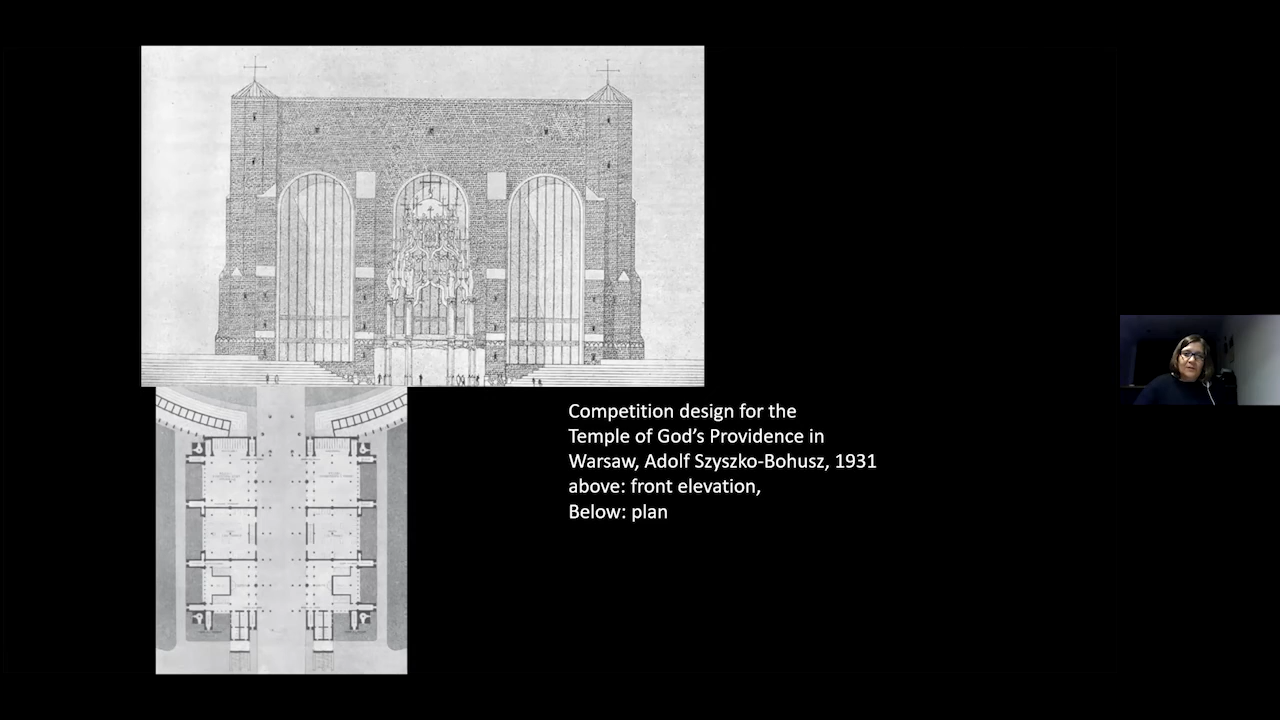 Competition design for the
Temple of God’s Providence in
Warsaw, Adolf Szyszko-Bohusz, 1931
above: front elevation,
Below: plan